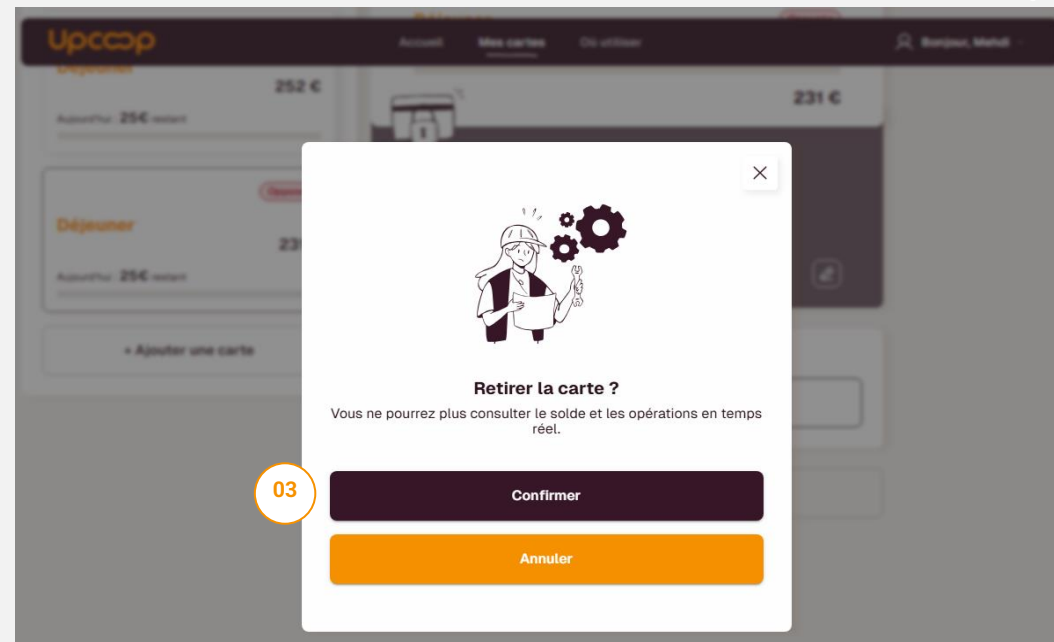 Upcoop
Accueil Mes cartes Où utiliser
Bonjour, Mehdi
Déjeuner
252 €
Aujourd'hui : 25€ restant
231 €
Déjeuner
Aujourd'hui : 25€ restant
+ Ajouter une carte
Retirer la carte ?
Vous ne pourrez plus consulter le solde et les opérations en temps
réel.
03
Confirmer
Annuler